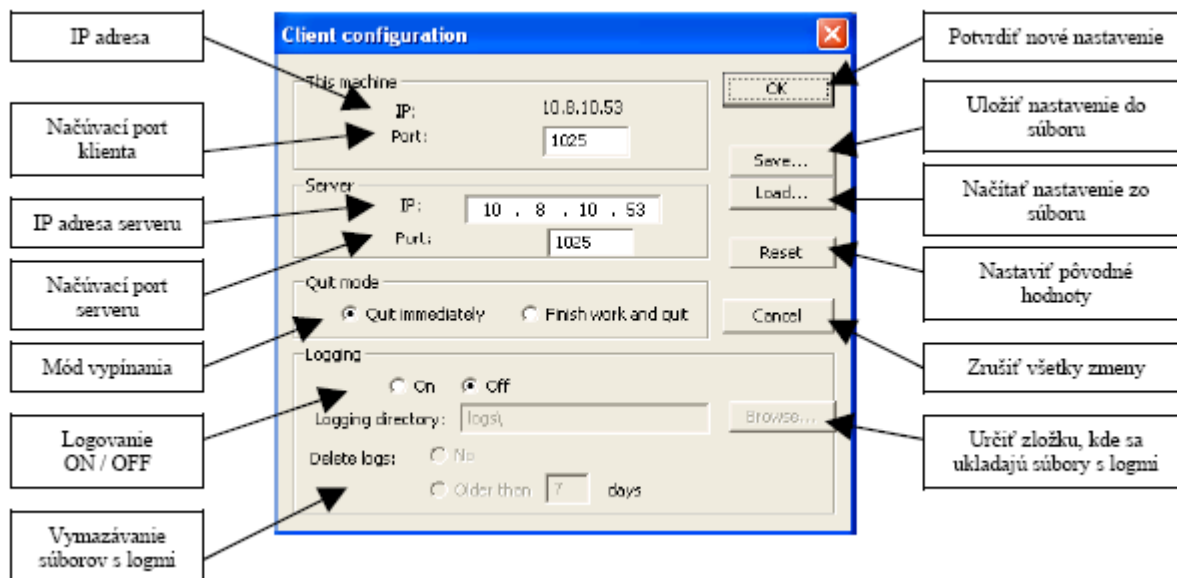 IP adresa
Načúvací port
klienta
IP adresa serveru
Načúvací port
serveru
Mód vypínania
Logovanie
ON / OFF
Vymazávanie
súborov s logmi
Client configuration
This machine
IP: 10.8.10.53
Port: 1025
Server
IP: 10 . 8 . 10 . 53
Port: 1025
Quit mode
Quit immediately Finish work and quit
Logging
On Off
Logging directory: logs\
Delete logs: No
Older than 7 days
OK
Save...
Load...
Reset
Cancel
Browse...
Potvrdiť nové nastavenie
Uložiť nastavenie do
súboru
Načítať nastavenie zo
súboru
Nastaviť pôvodné
hodnoty
Zrušiť všetky zmeny
Určiť zložku, kde sa
ukladajú súbory s logmi